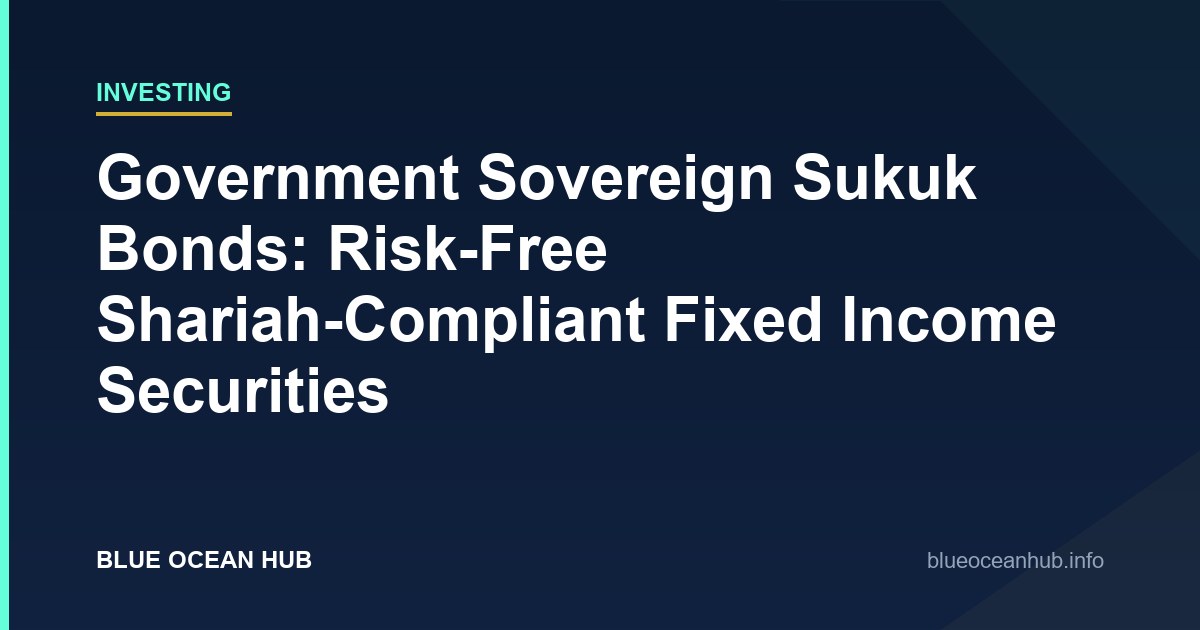 INVESTING
Government Sovereign Sukuk
Bonds: Risk-Free
Shariah-Compliant Fixed Income
Securities
BLUE OCEAN HUB
blueoceanhub.info